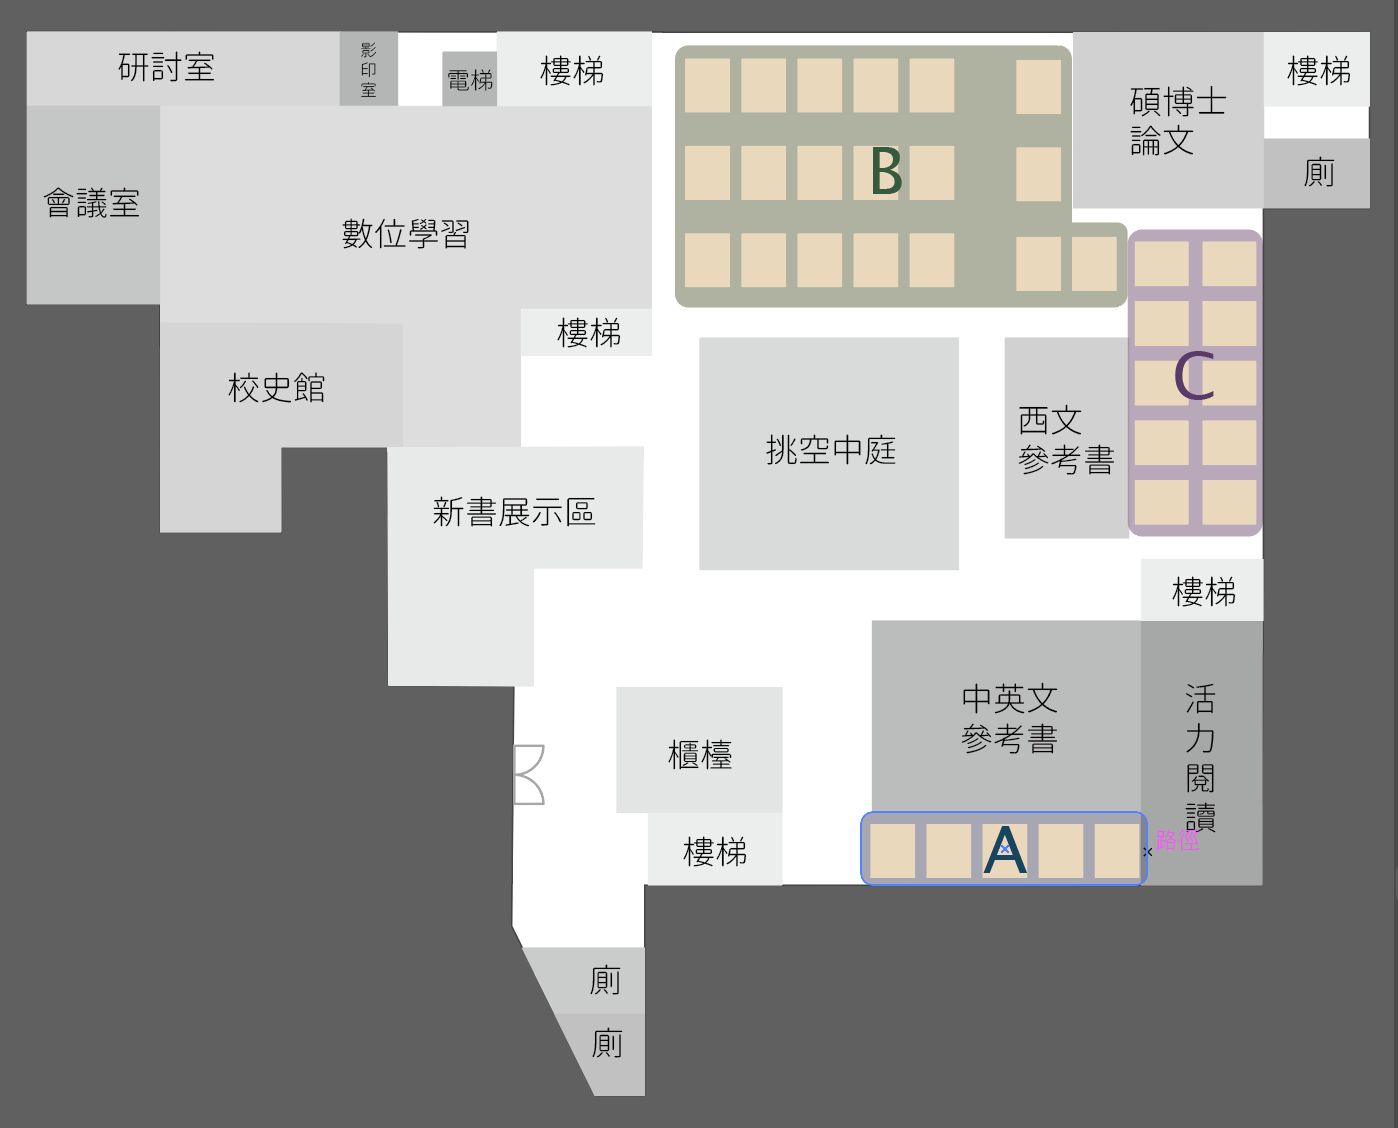 研討室
影
印
室
電梯
樓梯
樓梯
碩博士
論文
廁
會議室
B
數位學習
樓梯
校史館
C
西文
參考書
挑空中庭
新書展示區
樓梯
中英文
參考書
活
力
閱
讀
櫃檯
樓梯
A
路徑
廁
廁